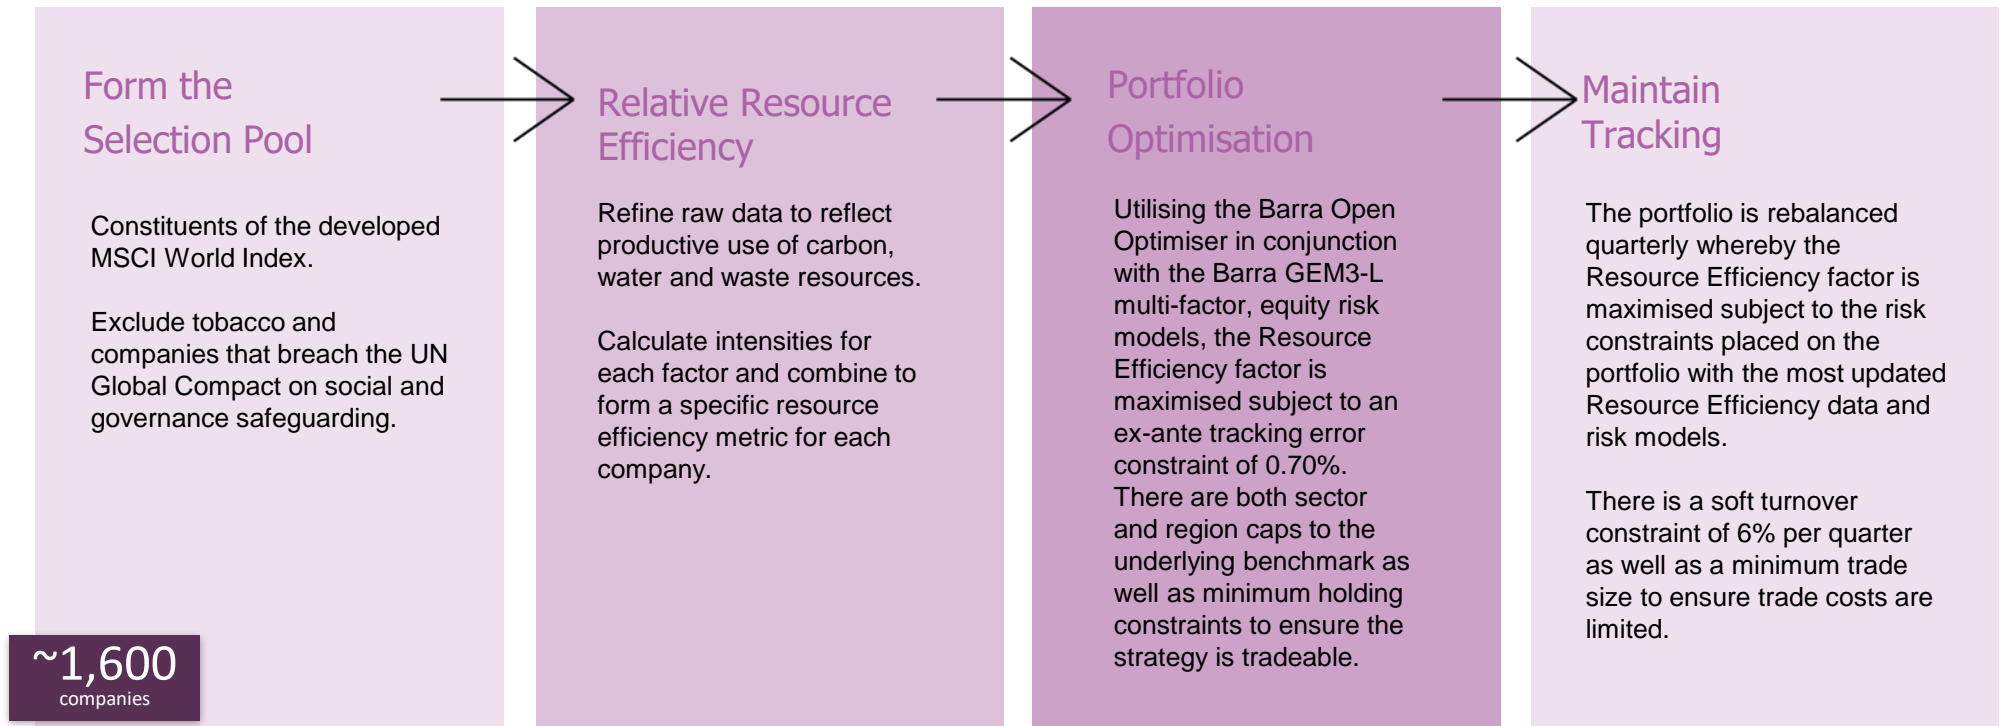 Form the
Selection Pool
Constituents of the developed
MSCI World Index.
Exclude tobacco and
companies that breach the UN
Global Compact on social and
governance safeguarding.
~1,600
companies
Relative Resource
Efficiency
Refine raw data to reflect
productive use of carbon,
water and waste resources.
Calculate intensities for
each factor and combine to
form a specific resource
efficiency metric for each
company.
Portfolio
Optimisation
Utilising the Barra Open
Optimiser in conjunction
with the Barra GEM3-L
multi-factor, equity risk
models, the Resource
Efficiency factor is
maximised subject to an
ex-ante tracking error
constraint of 0.70%.
There are both sector
and region caps to the
underlying benchmark as
well as minimum holding
constraints to ensure the
strategy is tradeable.
Maintain
Tracking
The portfolio is rebalanced
quarterly whereby the
Resource Efficiency factor is
maximised subject to the risk
constraints placed on the
portfolio with the most updated
Resource Efficiency data and
risk models.
There is a soft turnover
constraint of 6% per quarter
as well as a minimum trade
size to ensure trade costs are
limited.